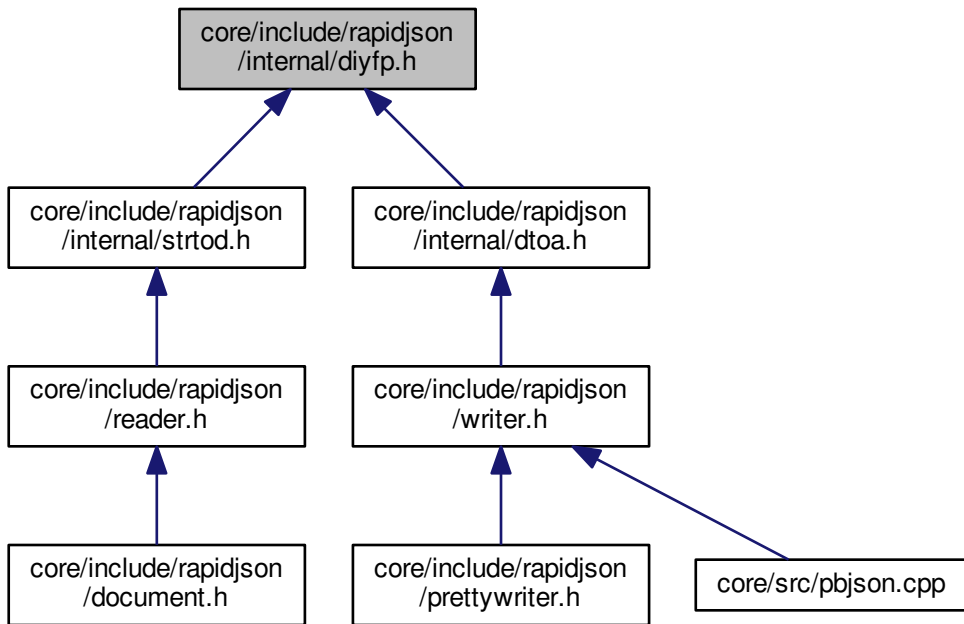 core/include/rapidjson
/internal/diyfp.h
core/include/rapidjson
/internal/strtod.h
core/include/rapidjson
/internal/dtoa.h
core/include/rapidjson
/reader.h
core/include/rapidjson
/writer.h
core/include/rapidjson
/document.h
core/include/rapidjson
/prettywriter.h
core/src/pbjson.cpp